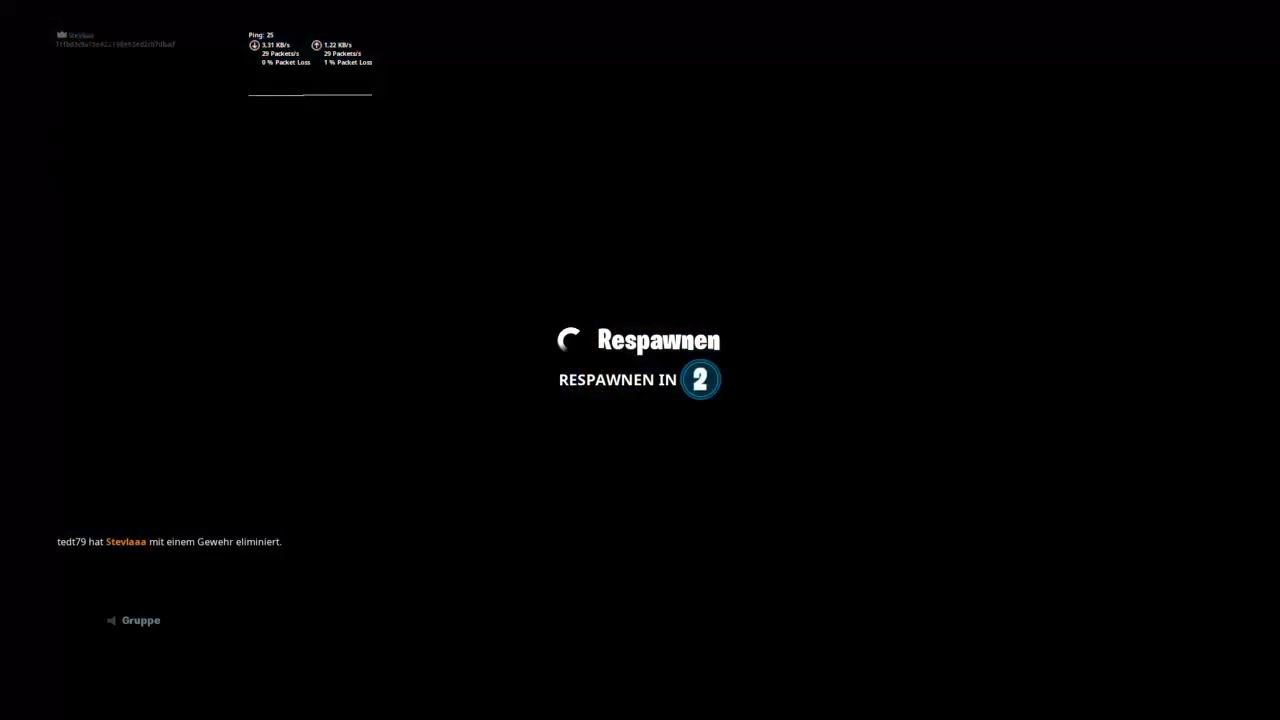 Stevlaaa
Ping: 25
3,31 KB/s 1,22 KB/s
29 Packets/s 29 Packets/s
0 % Packet Loss 1 % Packet Loss
Respawnen
RESPAWNEN IN 2
tedt79 hat Stevlaaa mit einem Gewehr eliminiert.
Gruppe